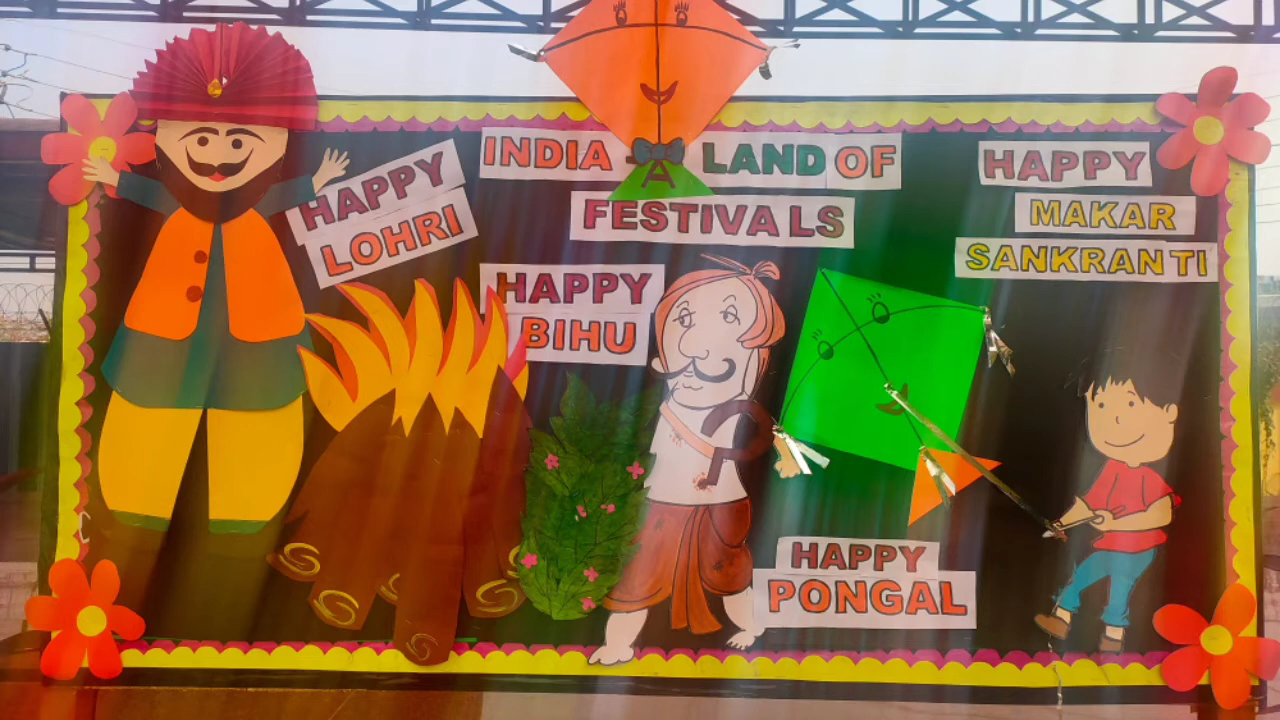 INDIA LAND OF
FESTIVALS
HAPPY
LOHRI
HAPPY
BIHU
HAPPY
MAKAR
SANKRANTI
HAPPY
PONGAL